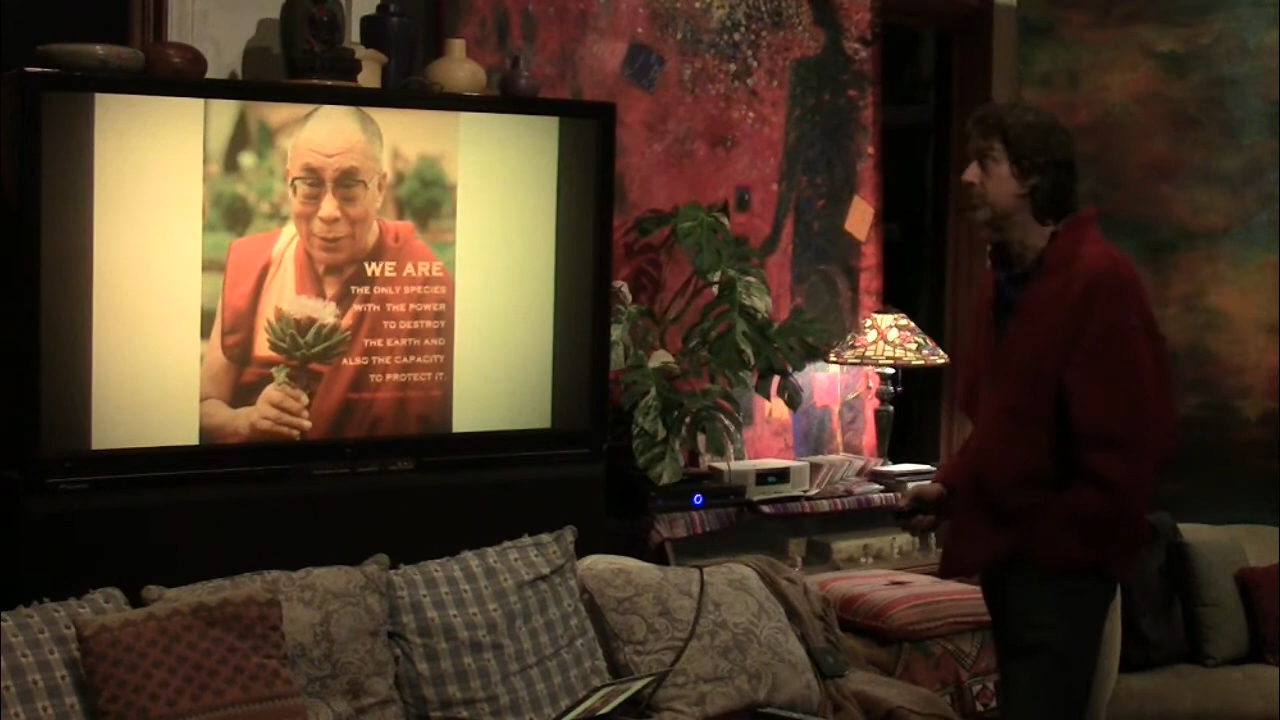 WE ARE
THE ONLY SPECIES
WITH THE POWER
TO DESTROY
THE EARTH AND
ALSO THE CAPACITY
TO PROTECT IT.